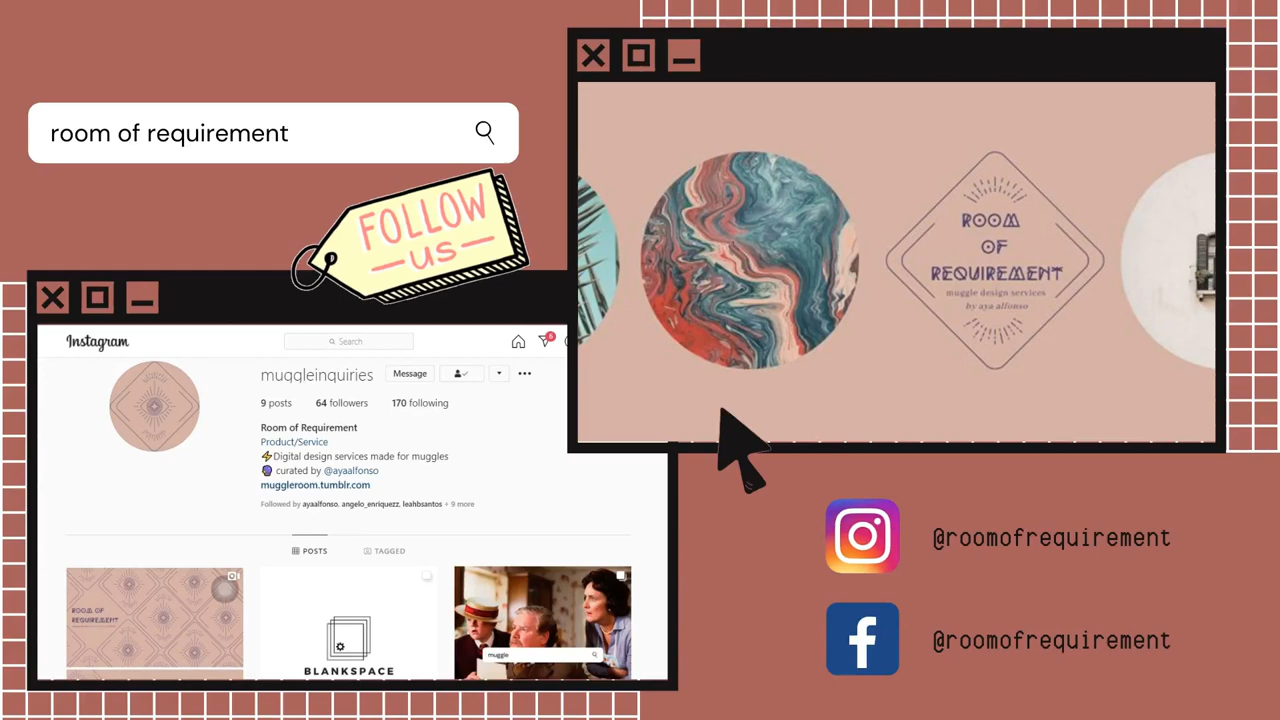 room of requirement
FOLLOW
us
Instagram
Search
6
muggleinquiries
Message
9 posts 64 followers 170 following
Room of Requirement
Product/Service
⚡Digital design services made for muggles
🔮 curated by @ayaalfonso
muggleroom.tumblr.com
Followed by ayaalfonso, angelo_enriquezz, leahbsantos + 9 more
POSTS TAGGED
ROOM OF
REQUIREMENT
BLANKSPACE
muggle
ROOM
OF
REQUIREMENT
muggle design services
by aya alfonso
@roomofrequirement
@roomofrequirement